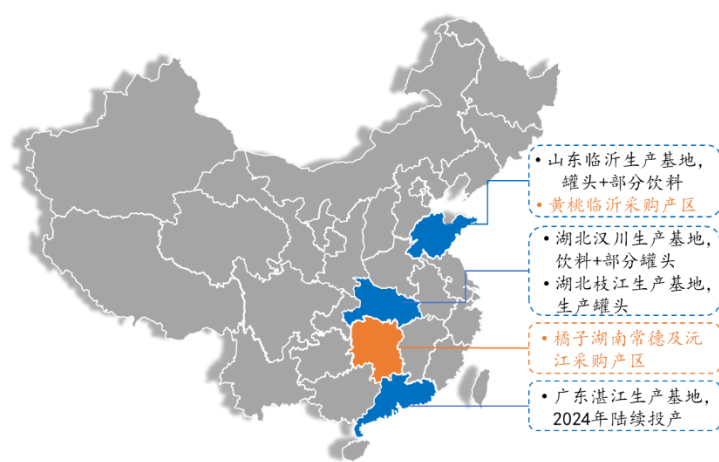 • 山东临沂生产基地，
罐头+部分饮料
• 黄桃临沂采购产区
• 湖北汉川生产基地，
饮料+部分罐头
• 湖北枝江生产基地，
生产罐头
• 橘子湖南常德及沅
江采购产区
• 广东湛江生产基地，
2024年陆续投产